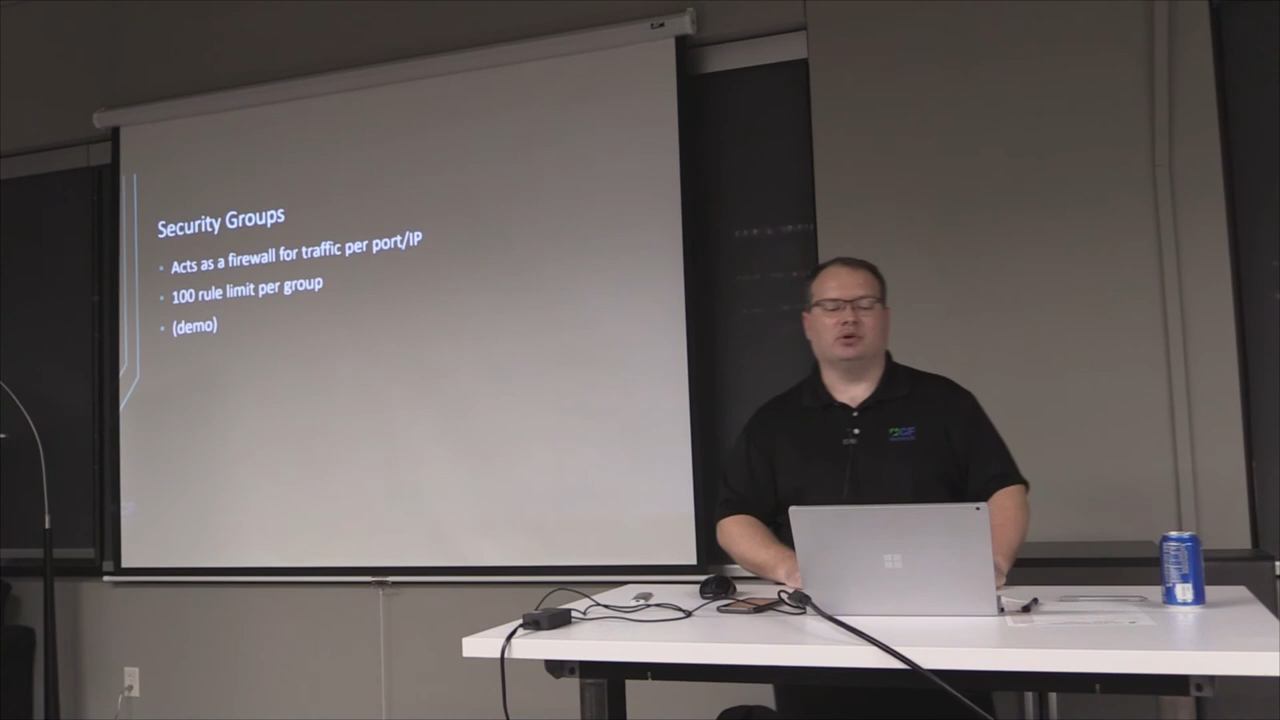 Security Groups
Acts as a firewall for traffic per port/IP
100 rule limit per group
(demo)